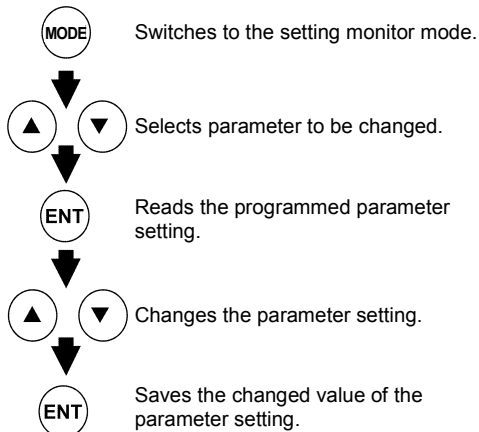 MODE Switches to the setting monitor mode.
▲ ▼ Selects parameter to be changed.
ENT Reads the programmed parameter
setting.
▲ ▼ Changes the parameter setting.
ENT Saves the changed value of the
parameter setting.